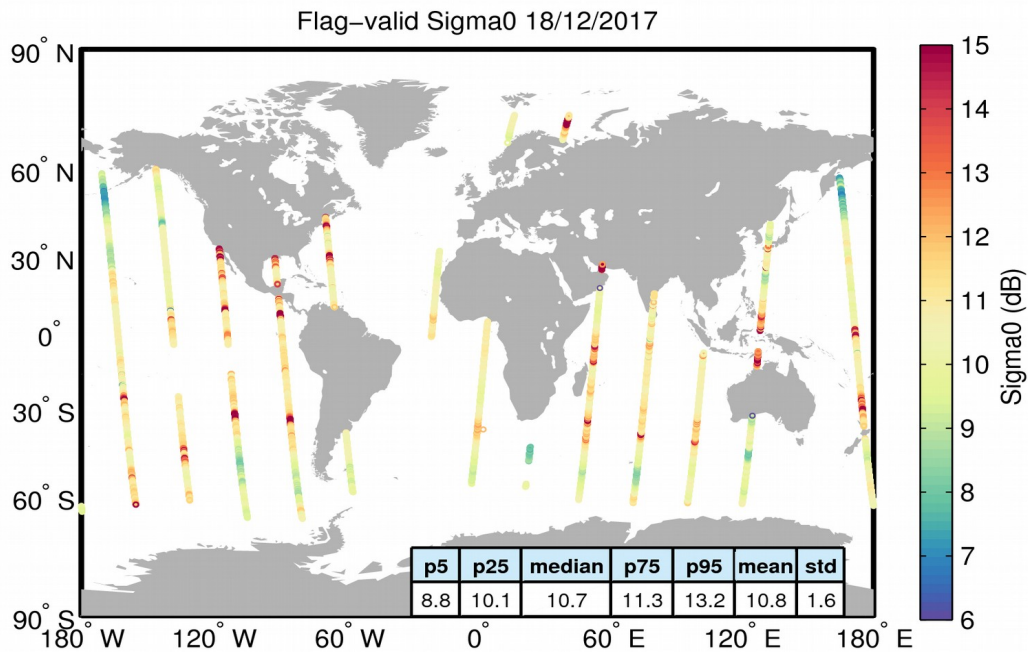 Flag−valid Sigma0 18/12/2017
90° N
60° N
30° N
0°
30° S
60° S
90° S
180° W 120° W 60° W 0° 60° E 120° E 180° E
p5 p25 median p75 p95 mean std
8.8 10.1 10.7 11.3 13.2 10.8 1.6
15
14
13
12
11
10
9
8
7
6
Sigma0 (dB)